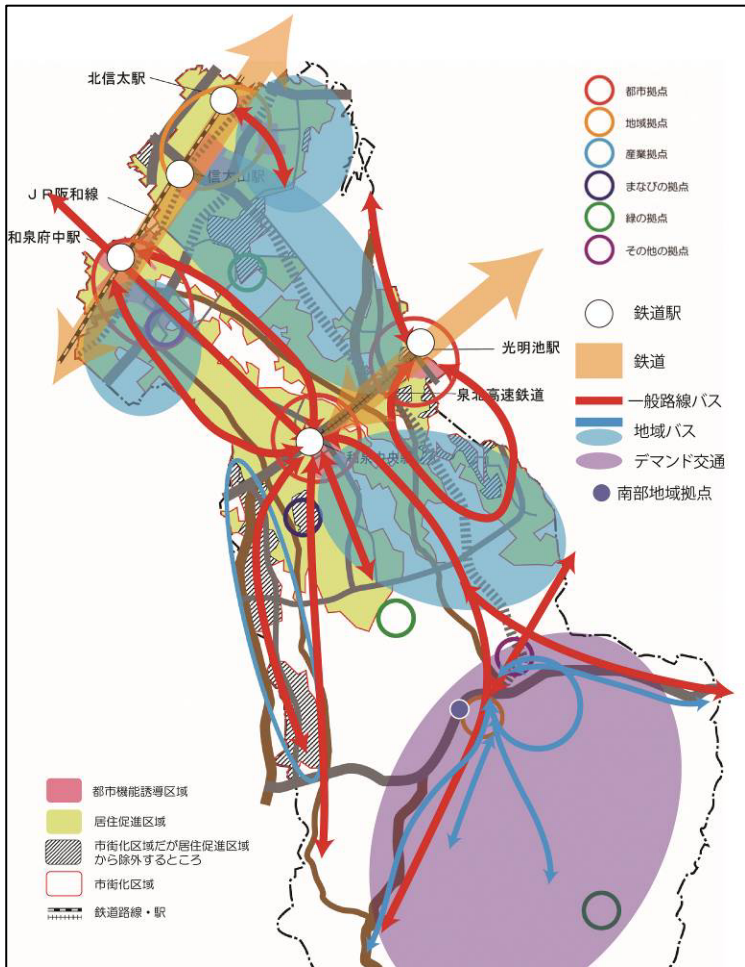 北信太駅
信太山駅
ＪＲ阪和線
和泉府中駅
光明池駅
泉北高速鉄道
和泉中央駅
都市拠点
地域拠点
産業拠点
まなびの拠点
緑の拠点
その他の拠点
鉄道駅
鉄道
一般路線バス
地域バス
デマンド交通
南部地域拠点
都市機能誘導区域
居住促進区域
市街化区域だが居住促進区域
から除外するところ
市街化区域
鉄道路線・駅